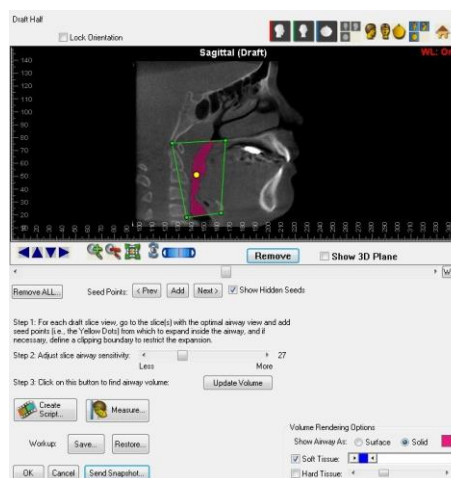 Draft Half
Lock Orientation
Sagittal (Draft)
WL: O
140
130
120
110
100
90
80
70
60
50
40
30
20
10
Remove
Show 3D Plane
Remove ALL...
Seed Points:
< Prev
Add
Next >
Show Hidden Seeds
Step 1: For each draft slice view, go to the slice(s) with the optimal airway view and add
seed points (i.e., the Yellow Dots) from which to expand inside the airway, and if
necessary, define a clipping boundary to restrict the expansion.
Step 2: Adjust slice airway sensitivity:
27
Less
More
Step 3: Click on this button to find airway volume:
Update Volume
Create
Script...
Measure...
Workup:
Save...
Restore...
Volume Rendering Options
Show Airway As:
Surface
Solid
Soft Tissue:
Hard Tissue:
OK
Cancel
Send Snapshot...